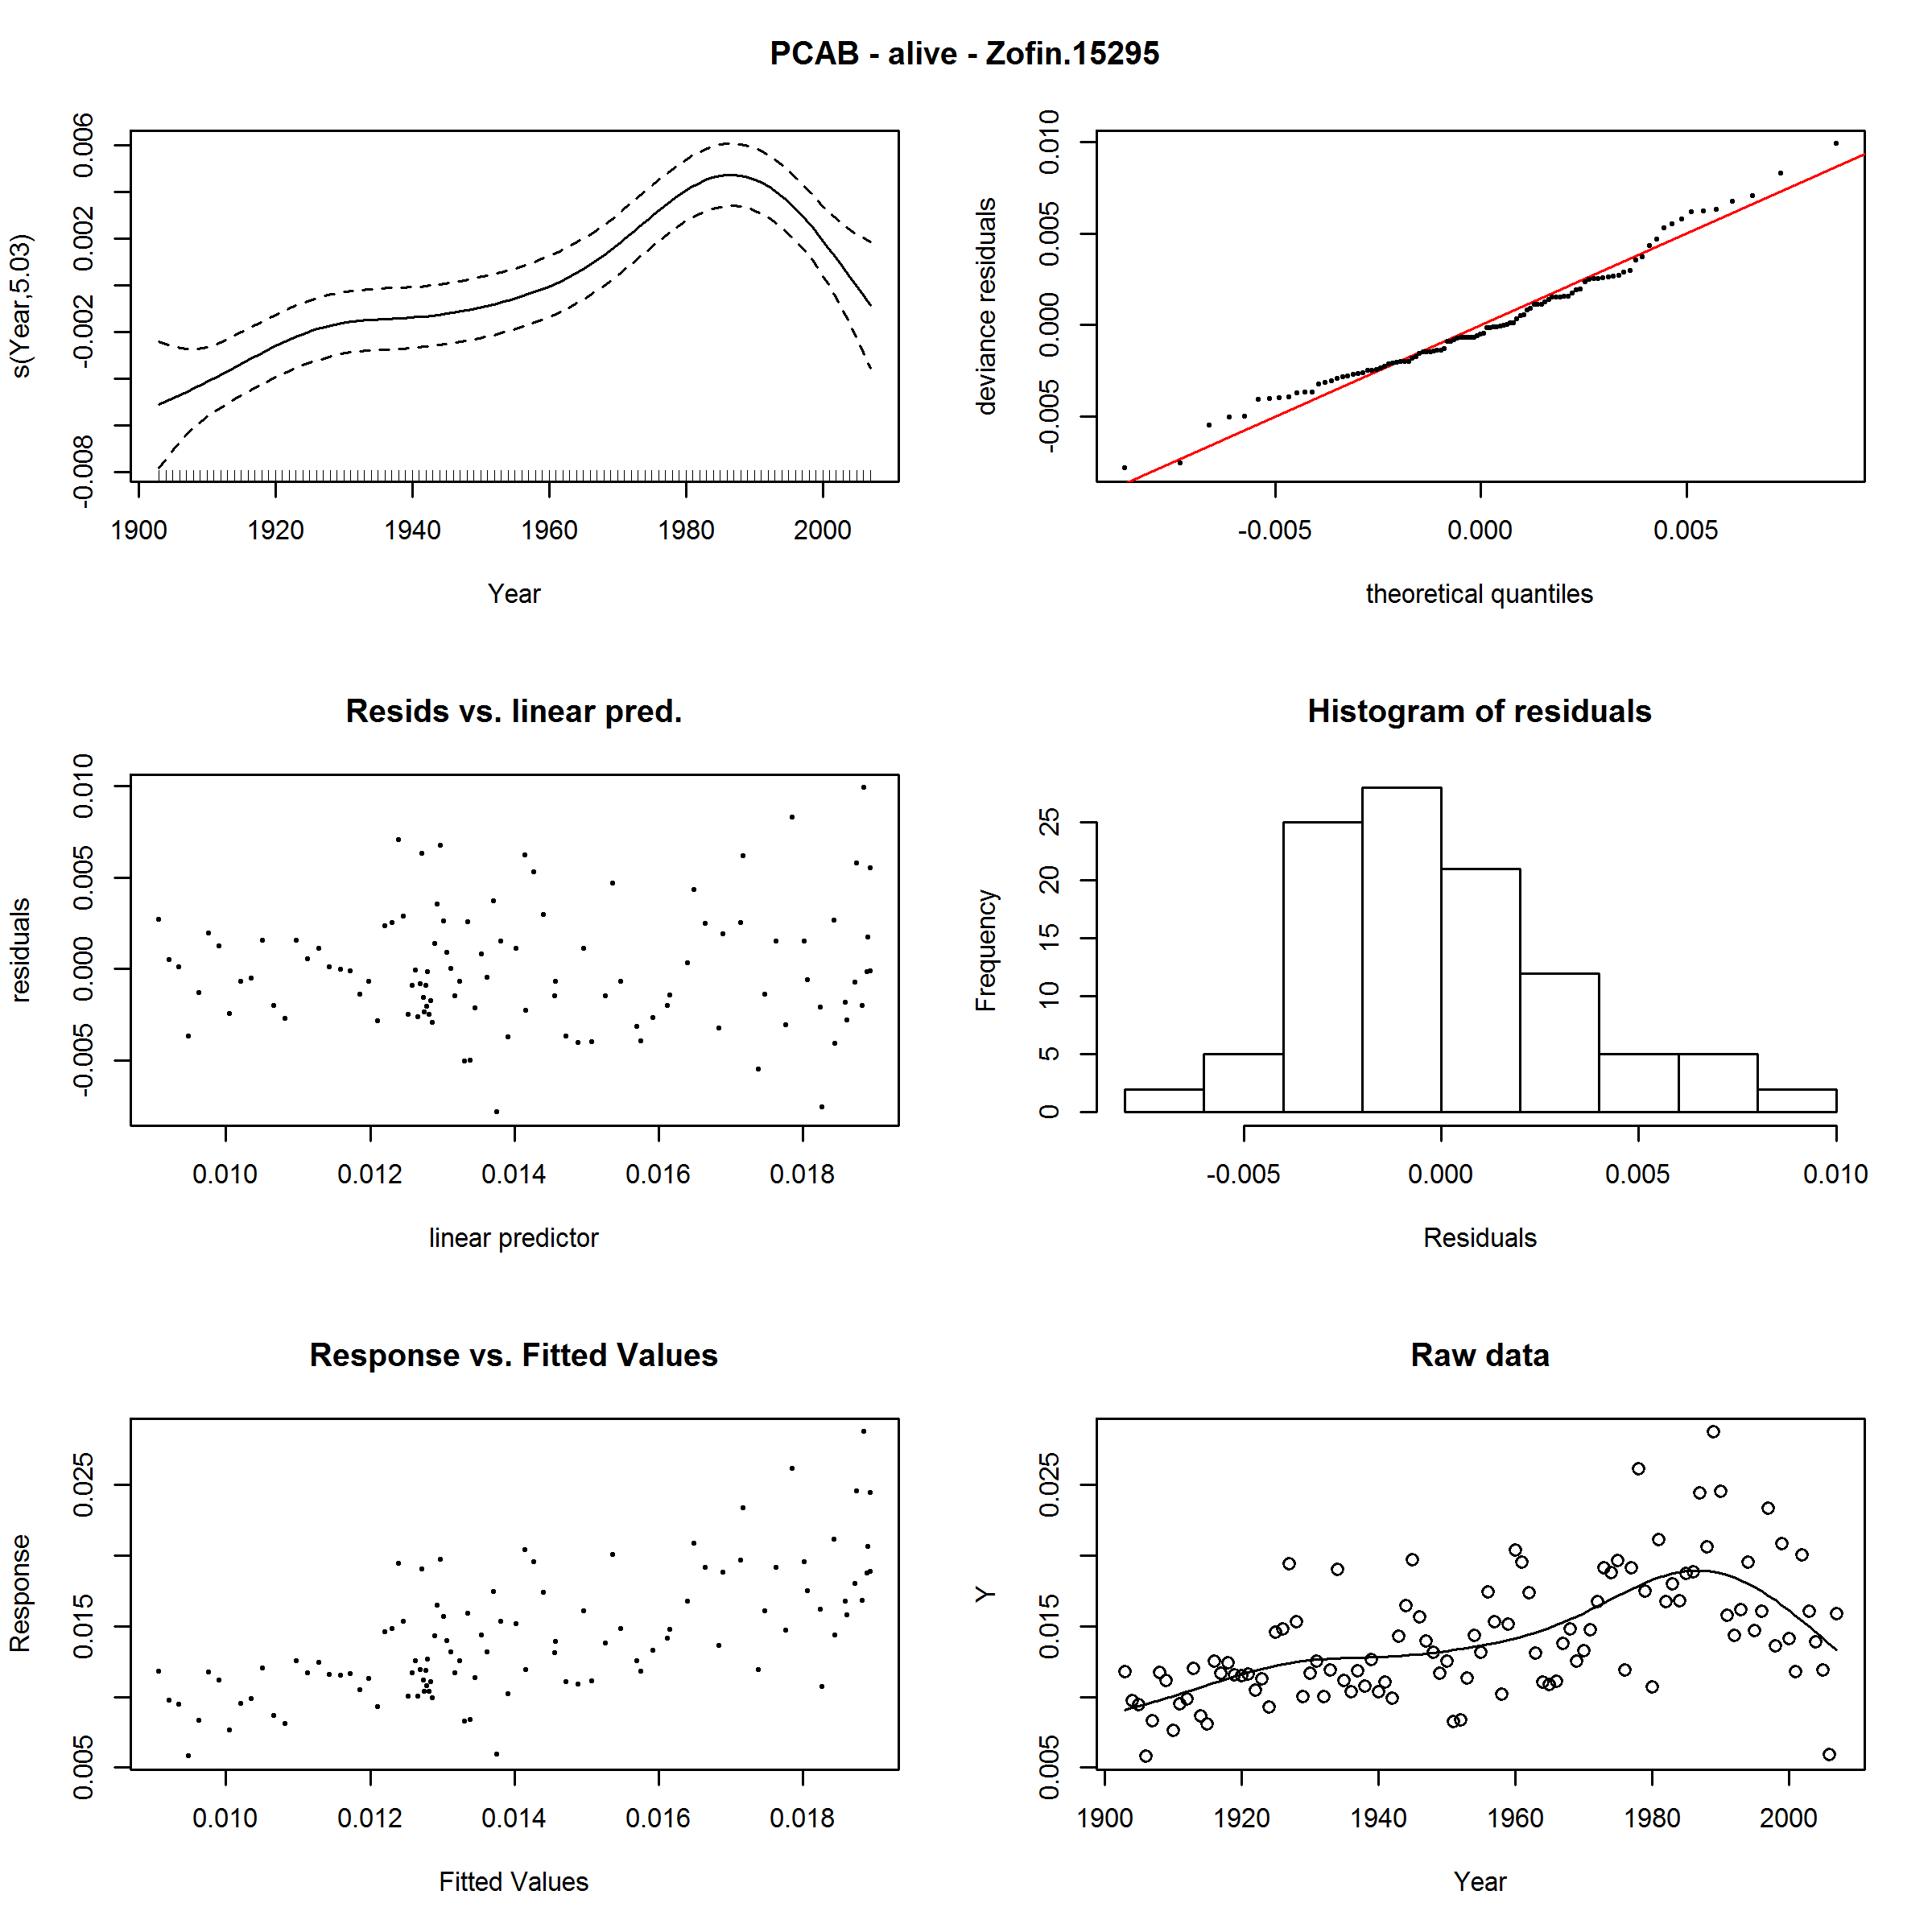 PCAB - alive - Zofin.15295
s(Year,5.03)
-0.008 -0.002 0.002 0.006
1900 1920 1940 1960 1980 2000
Year
deviance residuals
-0.005 0.000 0.005 0.010
-0.005 0.000 0.005
theoretical quantiles
Resids vs. linear pred.
residuals
-0.005 0.000 0.005 0.010
0.010 0.012 0.014 0.016 0.018
linear predictor
Histogram of residuals
Frequency
0 5 10 15 20 25
-0.005 0.000 0.005 0.010
Residuals
Response vs. Fitted Values
Response
0.005 0.015 0.025
0.010 0.012 0.014 0.016 0.018
Fitted Values
Raw data
Y
0.005 0.015 0.025
1900 1920 1940 1960 1980 2000
Year